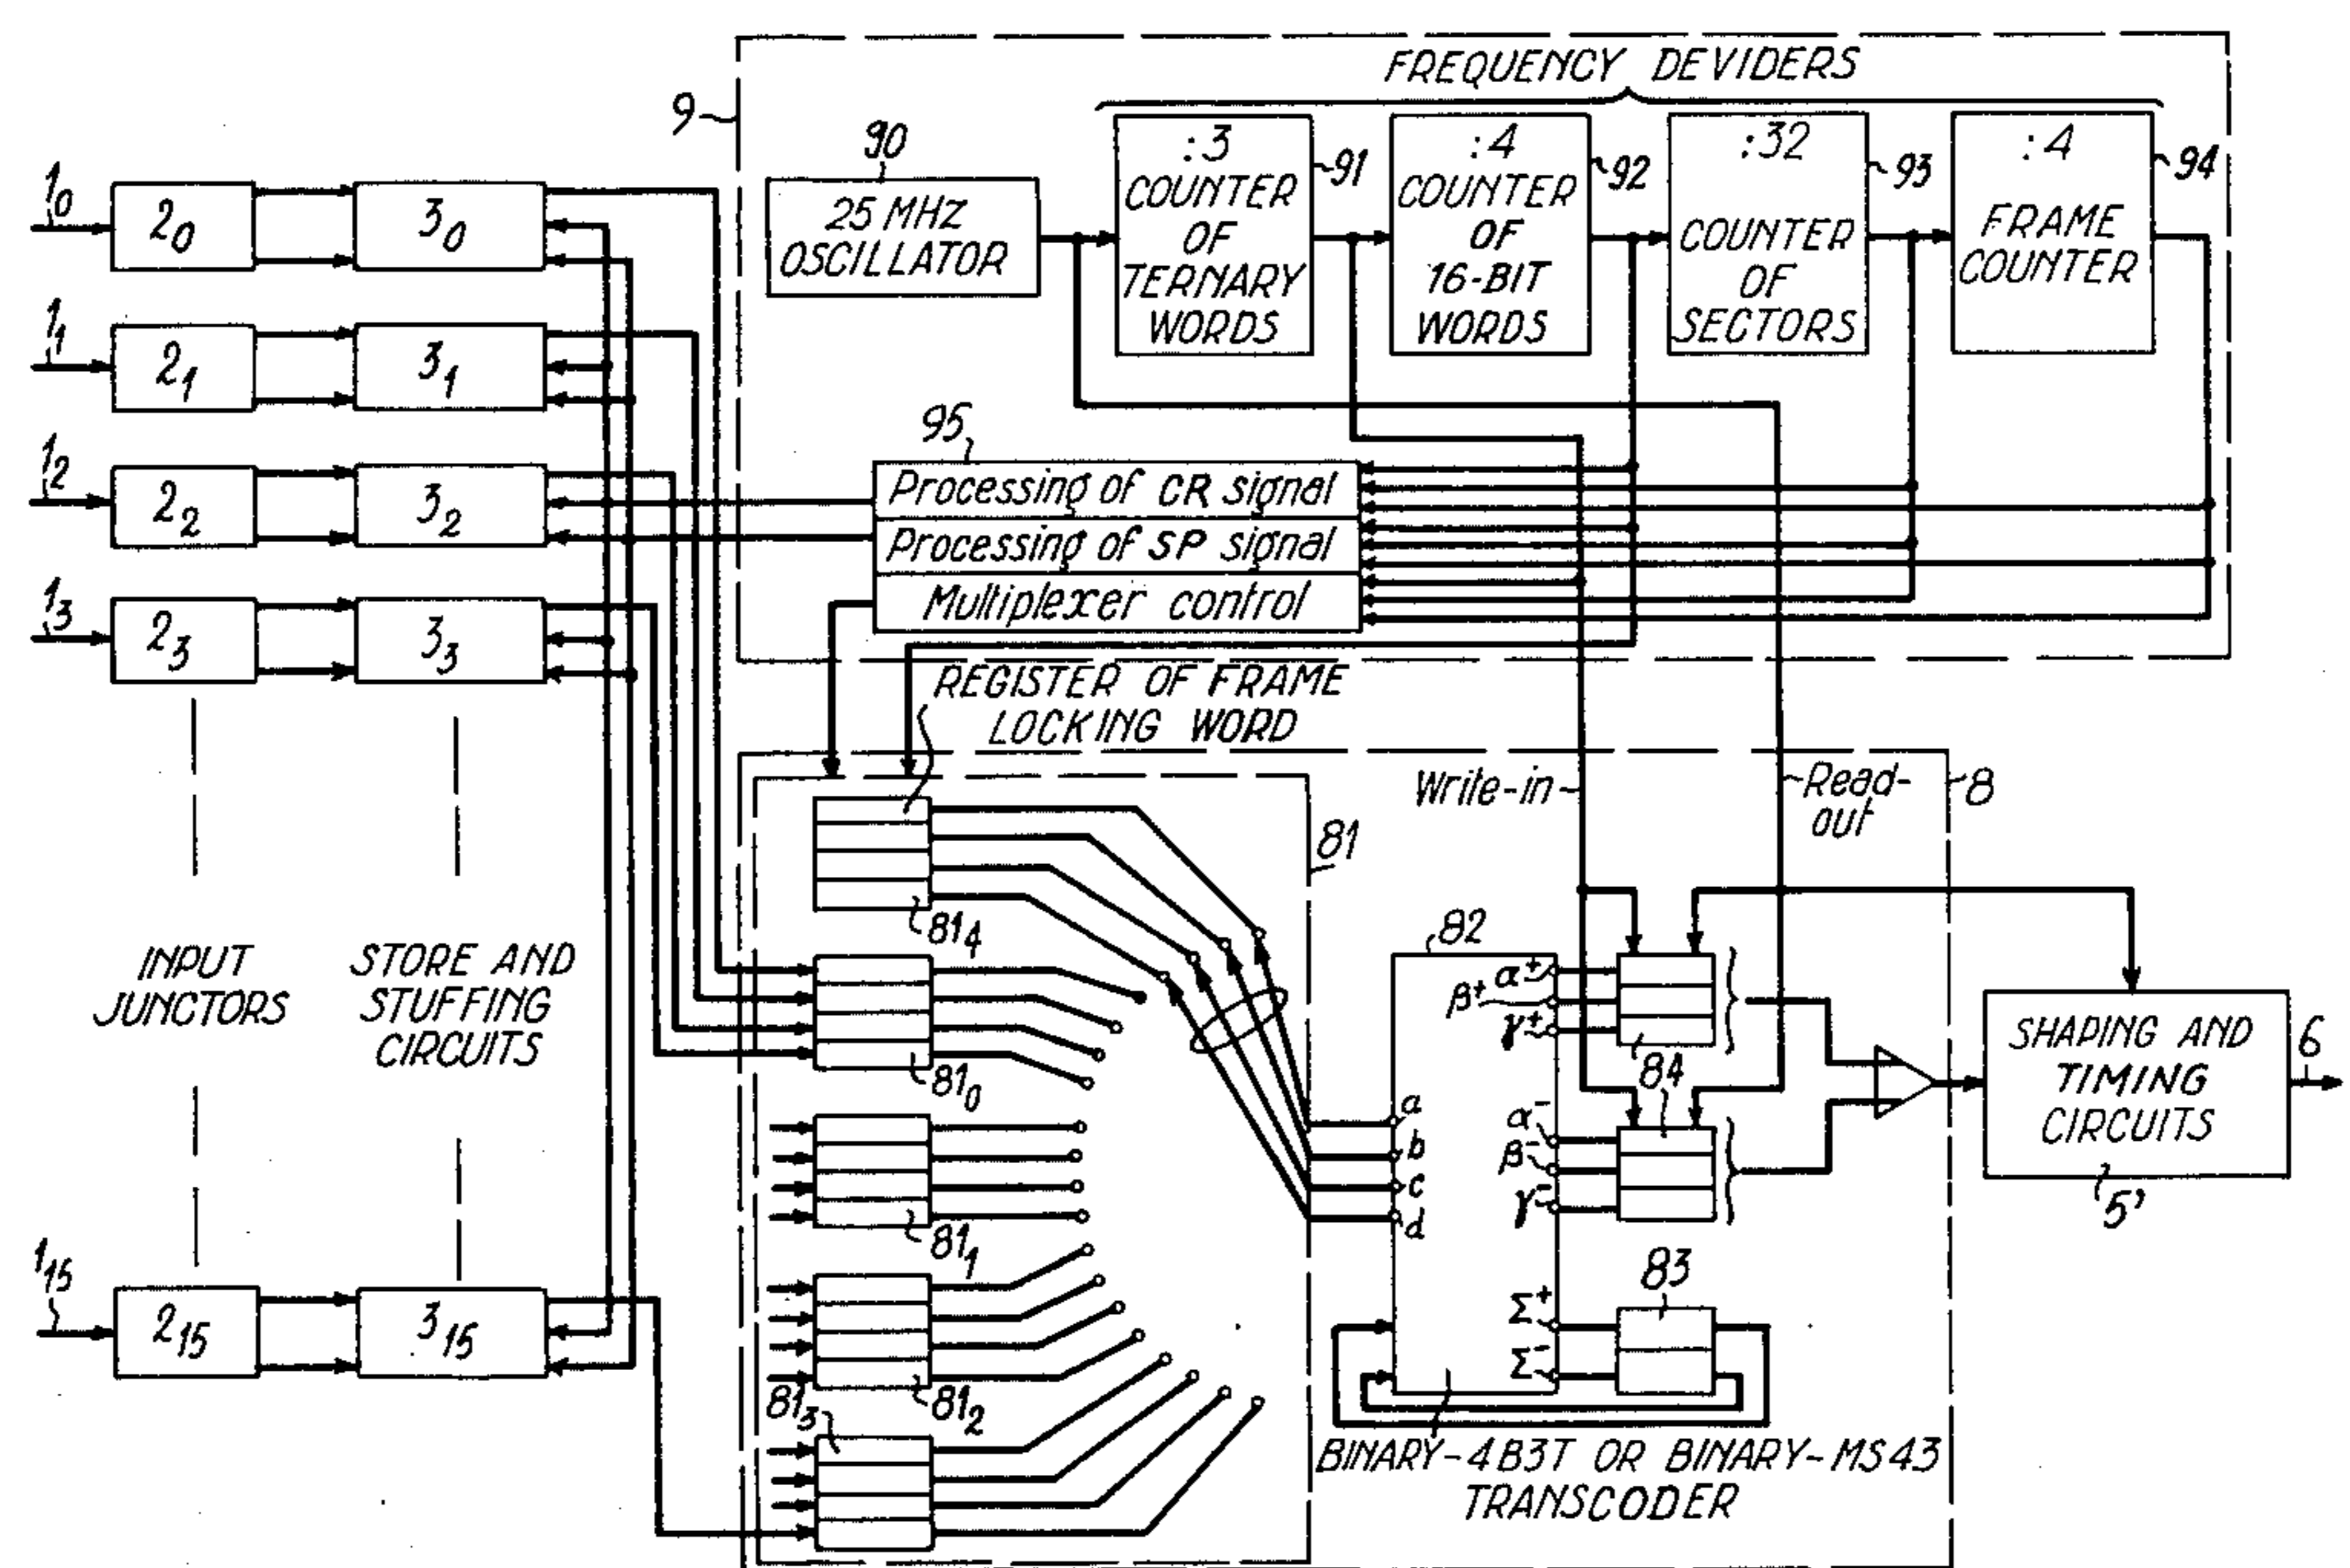 FREQUENCY DEVIDERS
9
90
25 MHZ
OSCILLATOR
:3
COUNTER
OF
TERNARY
WORDS
91
:4
COUNTER
OF
16-BIT
WORDS
92
:32
COUNTER
OF
SECTORS
93
:4
FRAME
COUNTER
94
1₀
2₀
3₀
1₁
2₁
3₁
1₂
2₂
3₂
1₃
2₃
3₃
95
Processing of CR signal
Processing of SP signal
Multiplexer control
REGISTER OF FRAME
LOCKING WORD
Write-in
Read-
out
8
81
81₄
82
INPUT
JUNCTORS
STORE AND
STUFFING
CIRCUITS
81₀
α⁺
β⁺
γ⁺
84
SHAPING AND
TIMING
CIRCUITS
5'
6
a
b
c
d
α⁻
β⁻
γ⁻
81₁
1₁₅
2₁₅
3₁₅
83
Σ⁺
Σ⁻
81₂
81₃
BINARY-4B3T OR BINARY-MS43
TRANSCODER